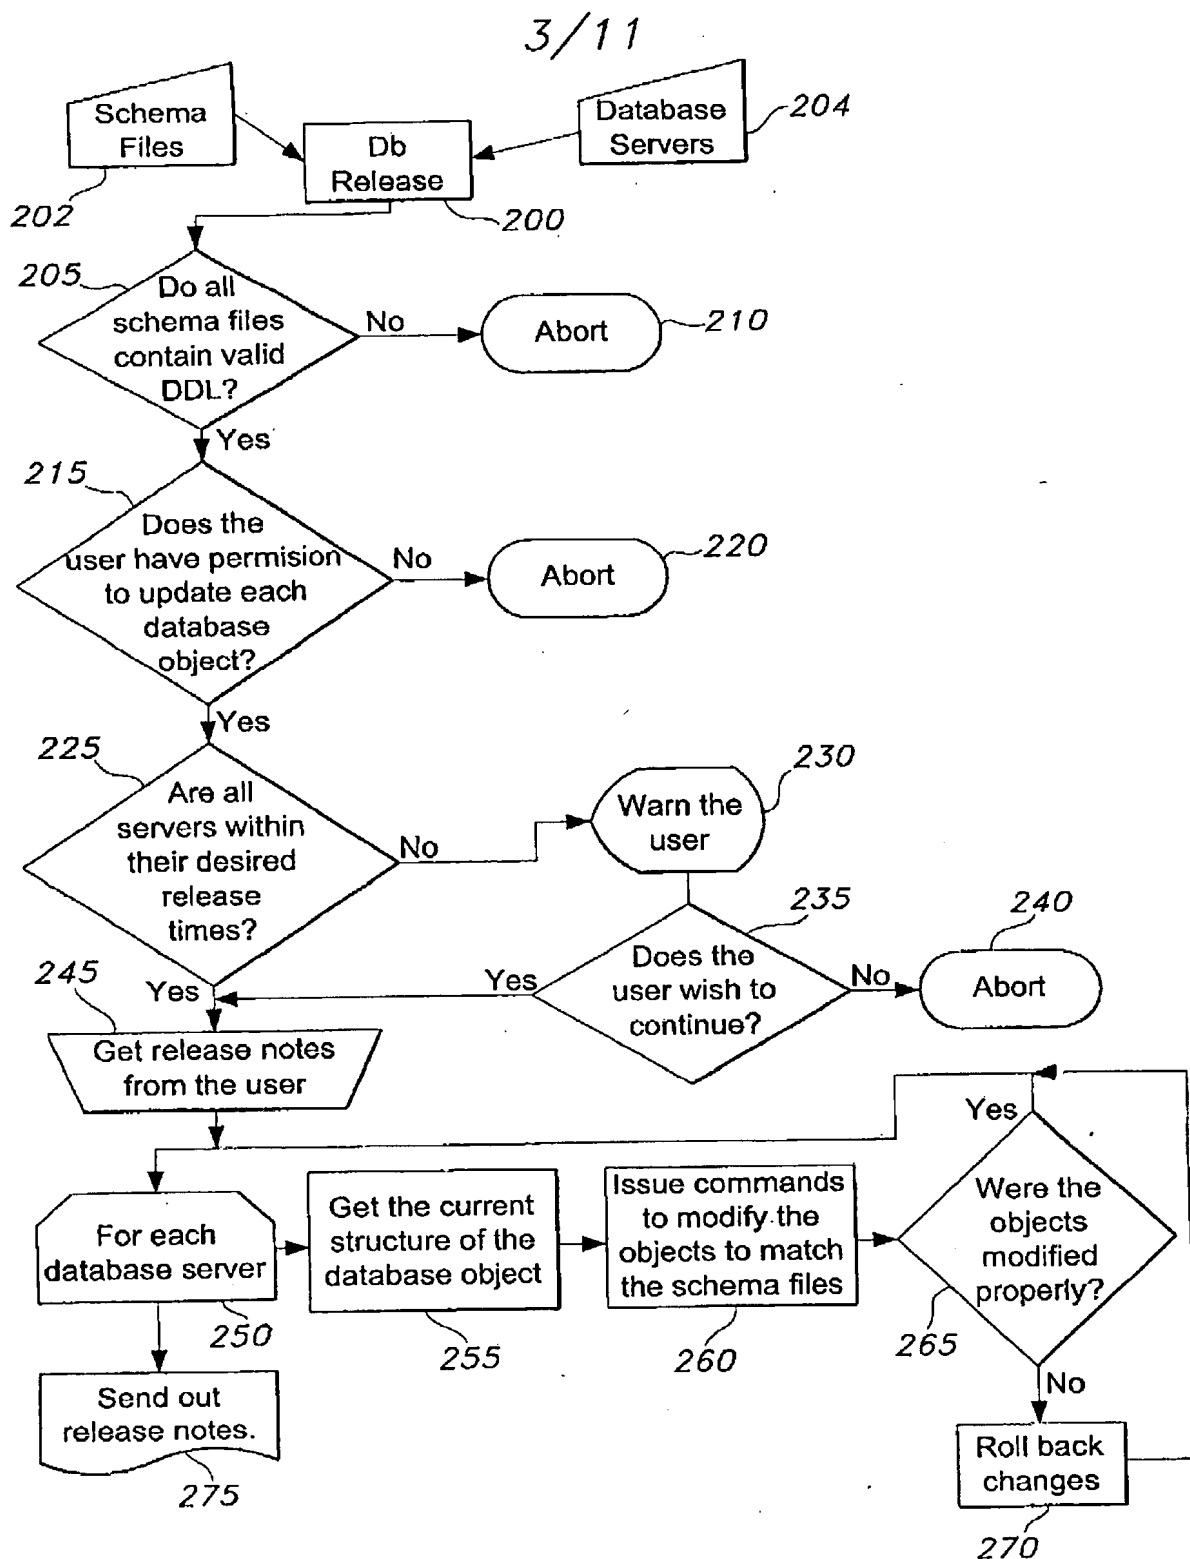 3/11
Schema
Files
202
Db
Release
200
Database
Servers
204
205
Do all
schema files
contain valid
DDL?
No
Abort
210
Yes
215
Does the
user have permision
to update each
database
object?
No
Abort
220
Yes
225
Are all
servers within
their desired
release
times?
No
Warn the
user
230
235
Does the
user wish to
continue?
Yes
No
Abort
240
Yes
245
Get release notes
from the user
For each
database server
250
Get the current
structure of the
database object
255
Issue commands
to modify the
objects to match
the schema files
260
Yes
Were the
objects
modified
properly?
265
No
Roll back
changes
270
Send out
release notes.
275